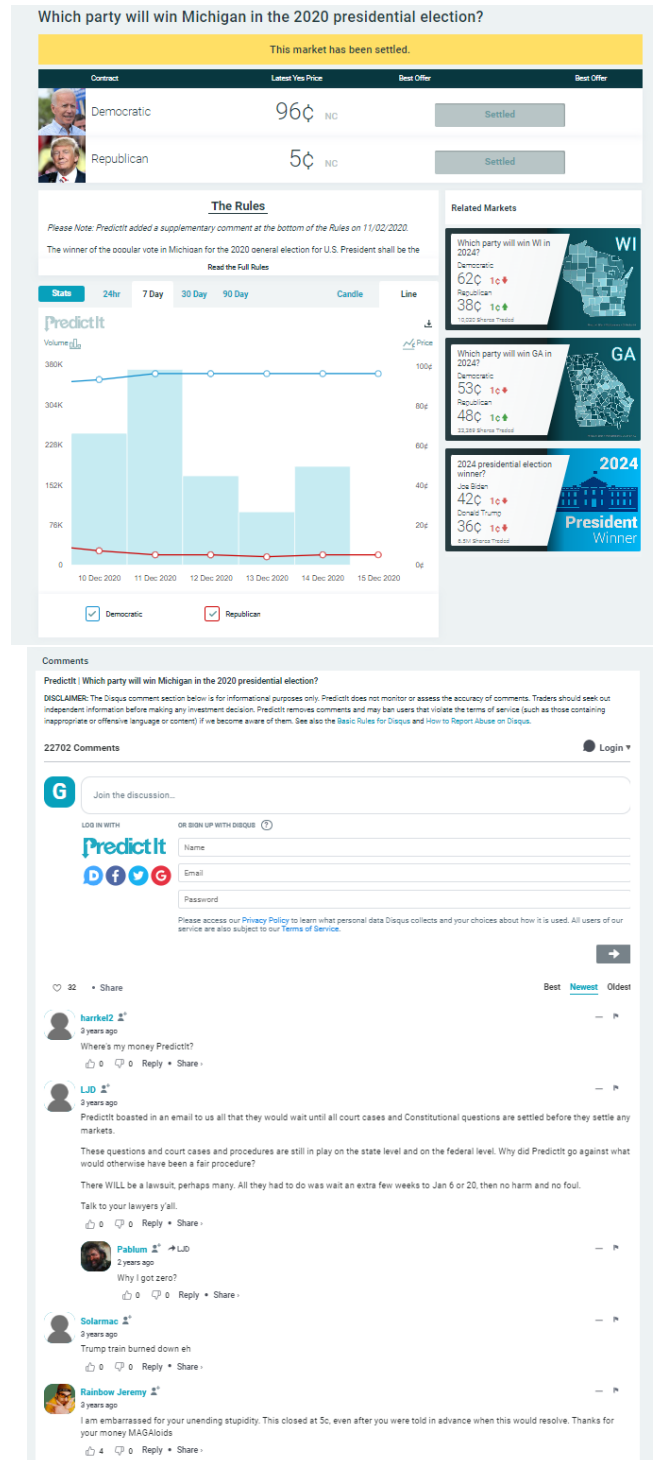 Which party will win Michigan in the 2020 presidential election?
This market has been settled.
Contract Latest Yes Price Best Offer Best Offer
Democratic 96¢ NC Settled
Republican 5¢ NC Settled
The Rules
Please Note: PredictIt added a supplementary comment at the bottom of the Rules on 11/02/2020.
The winner of the popular vote in Michigan for the 2020 general election for U.S. President shall be the
Read the Full Rules
Related Markets
Which party will win WI in
2024?
Democratic
62¢ 1¢
Republican
38¢ 1¢
Shares Traded
WI
Which party will win GA in
2024?
Democratic
53¢ 1¢
Republican
48¢ 1¢
Shares Traded
GA
2024 presidential election
winner?
Joe Biden
42¢ 1¢
Donald Trump
36¢ 1¢
Shares Traded
2024
President
Winner
Stats 24hr 7 Day 30 Day 90 Day Candle Line
PredictIt
Volume Price
380K 100¢
304K 80¢
228K 60¢
152K 40¢
76K 20¢
0 0¢
10 Dec 2020 11 Dec 2020 12 Dec 2020 13 Dec 2020 14 Dec 2020 15 Dec 2020
Democratic Republican
Comments
PredictIt | Which party will win Michigan in the 2020 presidential election?
DISCLAIMER: The Disqus comment section below is for informational purposes only. PredictIt does not monitor or assess the accuracy of comments. Traders should seek out
independent information before making any investment decision. PredictIt removes comments and may ban users that violate the terms of service (such as those containing
inappropriate or offensive language or content) if we become aware of them. See also the Basic Rules for Disqus and How to Report Abuse on Disqus.
22702 Comments Login
G Join the discussion...
LOG IN WITH OR SIGN UP WITH DISQUS ?
PredictIt
Name
D f G
Email
Password
Please access our Privacy Policy to learn what personal data Disqus collects and your choices about how it is used. All users of our
service are also subject to our Terms of Service.
32 • Share Best Newest Oldest
harrkel2
3 years ago
Where's my money PredictIt?
0 0 Reply • Share ›
LJD
3 years ago
PredictIt boasted in an email to us all that they would wait until all court cases and Constitutional questions are settled before they settle any
markets.
These questions and court cases and procedures are still in play on the state level and on the federal level. Why did PredictIt go against what
would otherwise have been a fair procedure?
There WILL be a lawsuit, perhaps many. All they had to do was wait an extra few weeks to Jan 6 or 20, then no harm and no foul.
Talk to your lawyers y'all.
0 0 Reply • Share ›
Pablum LJD
2 years ago
Why I got zero?
0 0 Reply • Share ›
Solarmac
3 years ago
Trump train burned down eh
0 0 Reply • Share ›
Rainbow Jeremy
3 years ago
I am embarrassed for your unending stupidity. This closed at 5c, even after you were told in advance when this would resolve. Thanks for
your money MAGAloids
4 0 Reply • Share ›